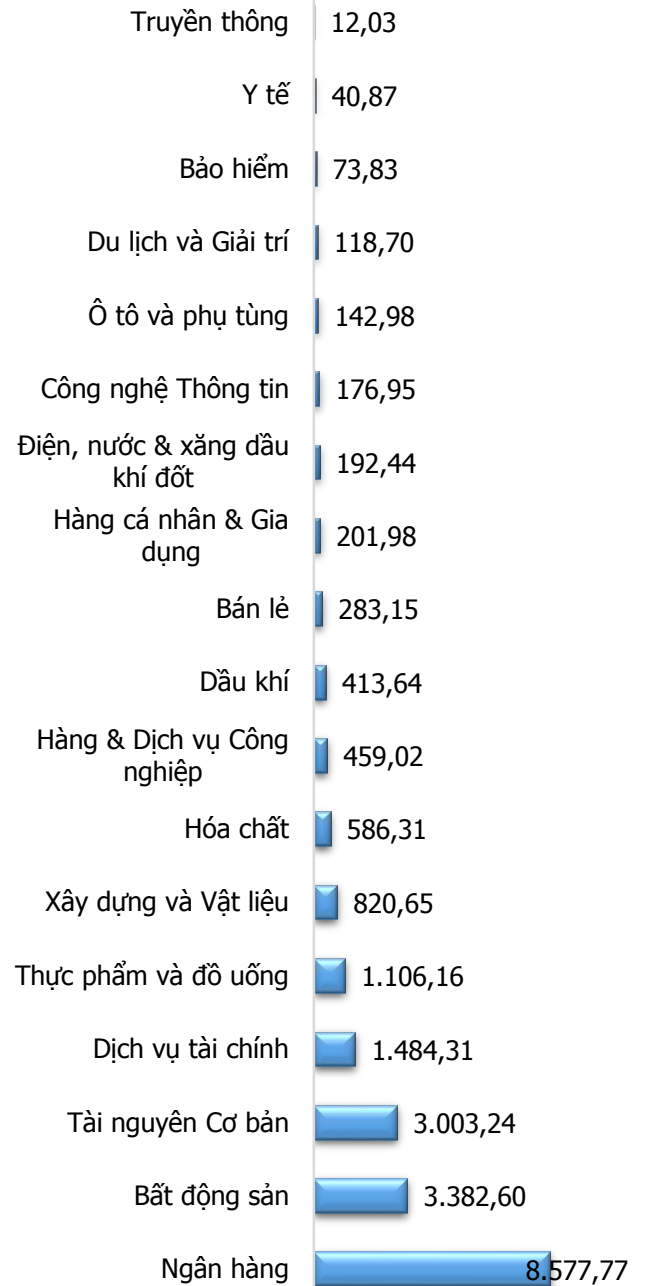 Truyền thông 12,03
Y tế 40,87
Bảo hiểm 73,83
Du lịch và Giải trí 118,70
Ô tô và phụ tùng 142,98
Công nghệ Thông tin 176,95
Điện, nước & xăng dầu
khí đốt 192,44
Hàng cá nhân & Gia
dụng 201,98
Bán lẻ 283,15
Dầu khí 413,64
Hàng & Dịch vụ Công
nghiệp 459,02
Hóa chất 586,31
Xây dựng và Vật liệu 820,65
Thực phẩm và đồ uống 1.106,16
Dịch vụ tài chính 1.484,31
Tài nguyên Cơ bản 3.003,24
Bất động sản 3.382,60
Ngân hàng 8.577,77